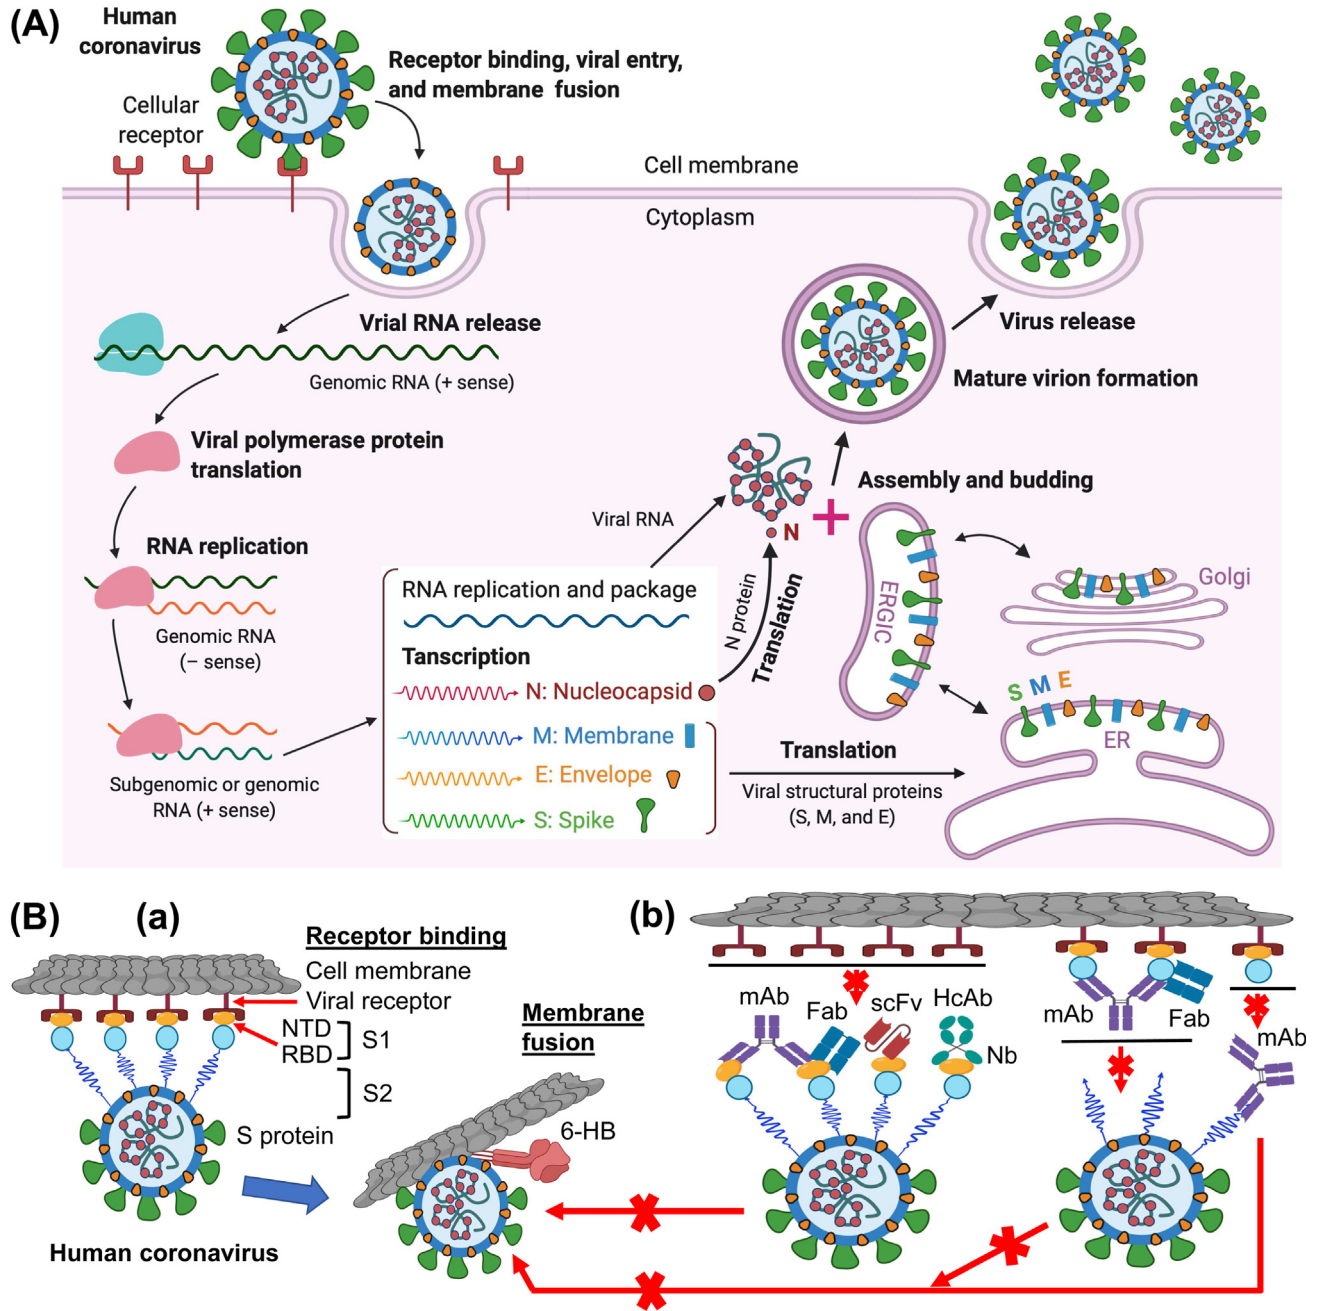 (A)
Human
coronavirus
Receptor binding, viral entry,
and membrane fusion
Cellular
receptor
Cell membrane
Cytoplasm
Vrial RNA release
Genomic RNA (+ sense)
Viral polymerase protein
translation
RNA replication
Genomic RNA
(− sense)
Subgenomic or genomic
RNA (+ sense)
RNA replication and package
Tanscription
N: Nucleocapsid
M: Membrane
E: Envelope
S: Spike
Viral RNA
N protein
Translation
N
+
Virus release
Mature virion formation
Assembly and budding
ERGIC
Golgi
S M E
ER
Translation
Viral structural proteins
(S, M, and E)
(B)
(a)
Receptor binding
Cell membrane
Viral receptor
NTD
RBD
S1
S2
S protein
Human coronavirus
Membrane
fusion
6-HB
(b)
mAb
Fab
scFv
HcAb
Nb
mAb
Fab
mAb